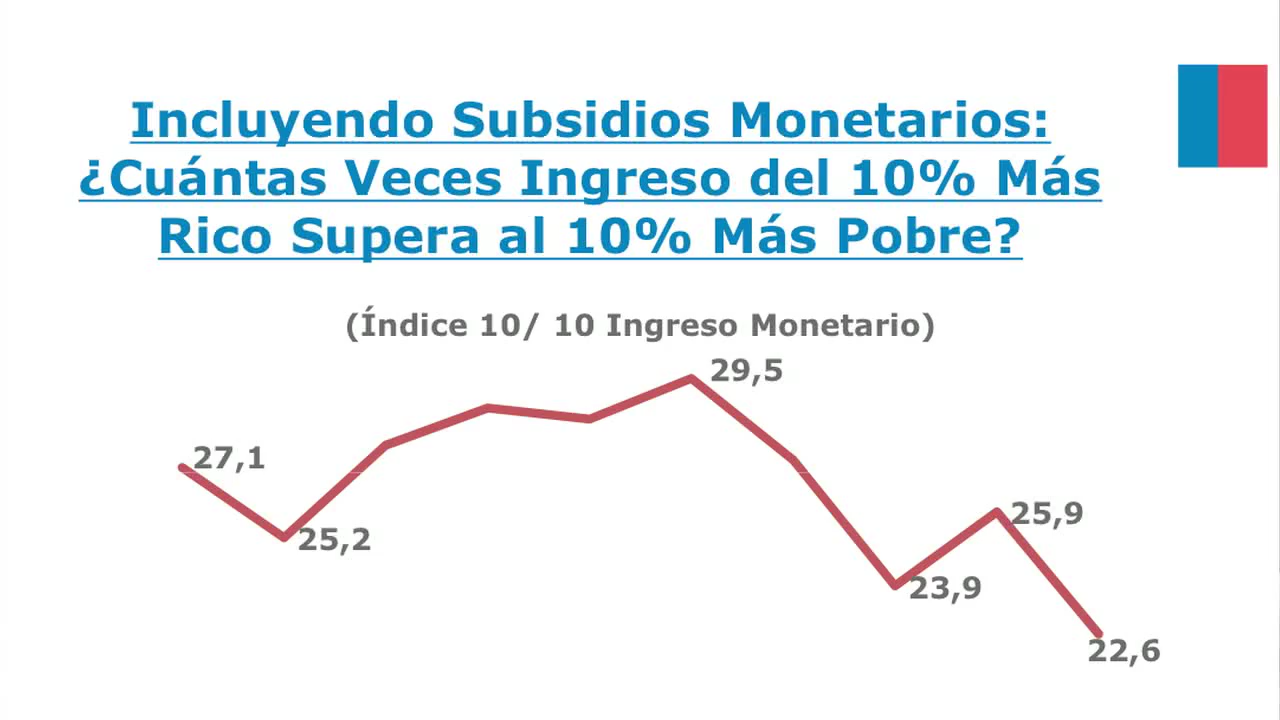 Incluyendo Subsidios Monetarios:
¿Cuántas Veces Ingreso del 10% Más
Rico Supera al 10% Más Pobre?
(Índice 10/ 10 Ingreso Monetario)
29,5
27,1
25,2
25,9
23,9
22,6